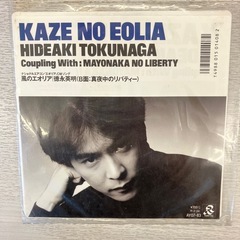 KAZE NO EOLIA
HIDEAKI TOKUNAGA
Coupling With : MAYONAKA NO LIBERTY
風のエオリア/徳永英明(B面:真夜中のリバティー)